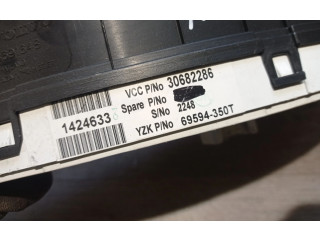 VCC P/No 30682286
Spare P/No
S/No 2248
YZK P/No 69594-350T
1424633